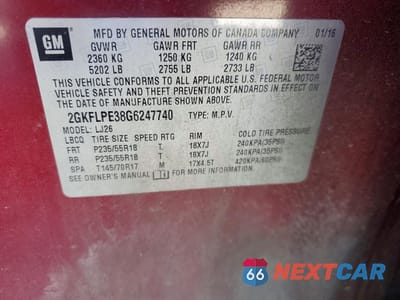 GM
MFD BY GENERAL MOTORS OF CANADA COMPANY 01/16
GVWR GAWR FRT GAWR RR
2360 KG 1250 KG 1240 KG
5202 LB 2755 LB 2733 LB
THIS VEHICLE CONFORMS TO ALL APPLICABLE U.S. FEDERAL MOTOR
VEHICLE SAFETY AND THEFT PREVENTION STANDARDS IN EFFECT ON
THE DATE OF MANUFACTURE SHOWN ABOVE.
2GKFLPE38G6247740 TYPE: M.P.V.
MODEL: LJ26
LBCQ TIRE SIZE SPEED RTG RIM COLD TIRE PRESSURE
FRT P235/55R18 T 18X7J 240KPA(35PSI)
RR P235/55R18 T 18X7J 240KPA(35PSI)
SPA T145/70R17 M 17X4.5T 420KPA(60PSI)
SEE OWNER'S MANUAL FOR ADDITIONAL INFORMATION
66 NEXTCAR